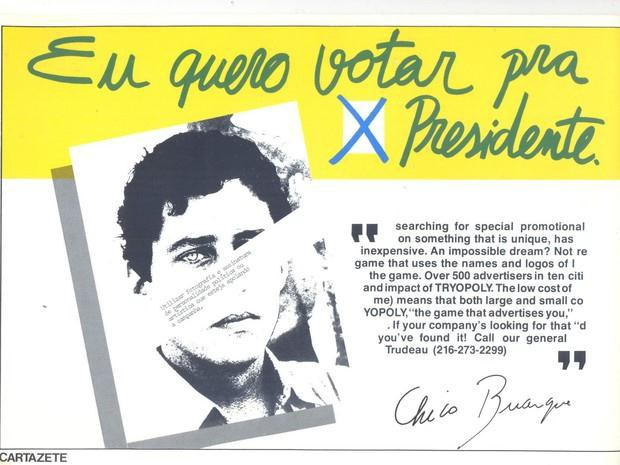 Eu quero votar pra
X Presidente.
Utilizar fotografia e assinatura
de personalidade política ou
artística que esteja apoiando
a campanha.
" searching for special promotional
on something that is unique, has
inexpensive. An impossible dream? Not re
game that uses the names and logos of l
the game. Over 500 advertisers in ten citi
and impact of TRYOPOLY. The low cost of
me) means that both large and small co
YOPOLY, "the game that advertises you,"
. If your company's looking for that "d
you've found it! Call our general
Trudeau (216-273-2299) "
Chico Buarque
CARTAZETE